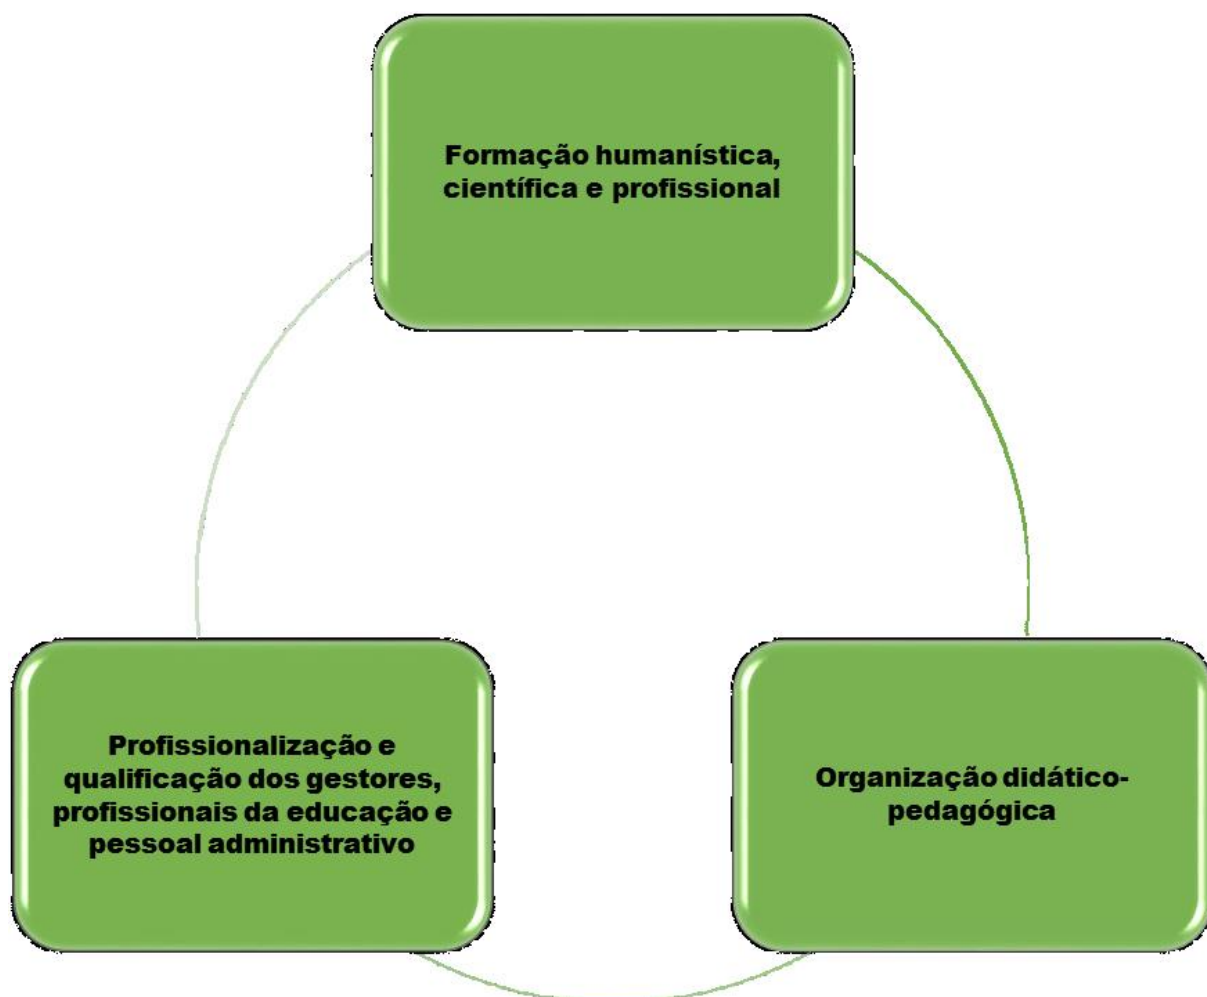 Formação humanística,
científica e profissional
Profissionalização e
qualificação dos gestores,
profissionais da educação e
pessoal administrativo
Organização didático-
pedagógica